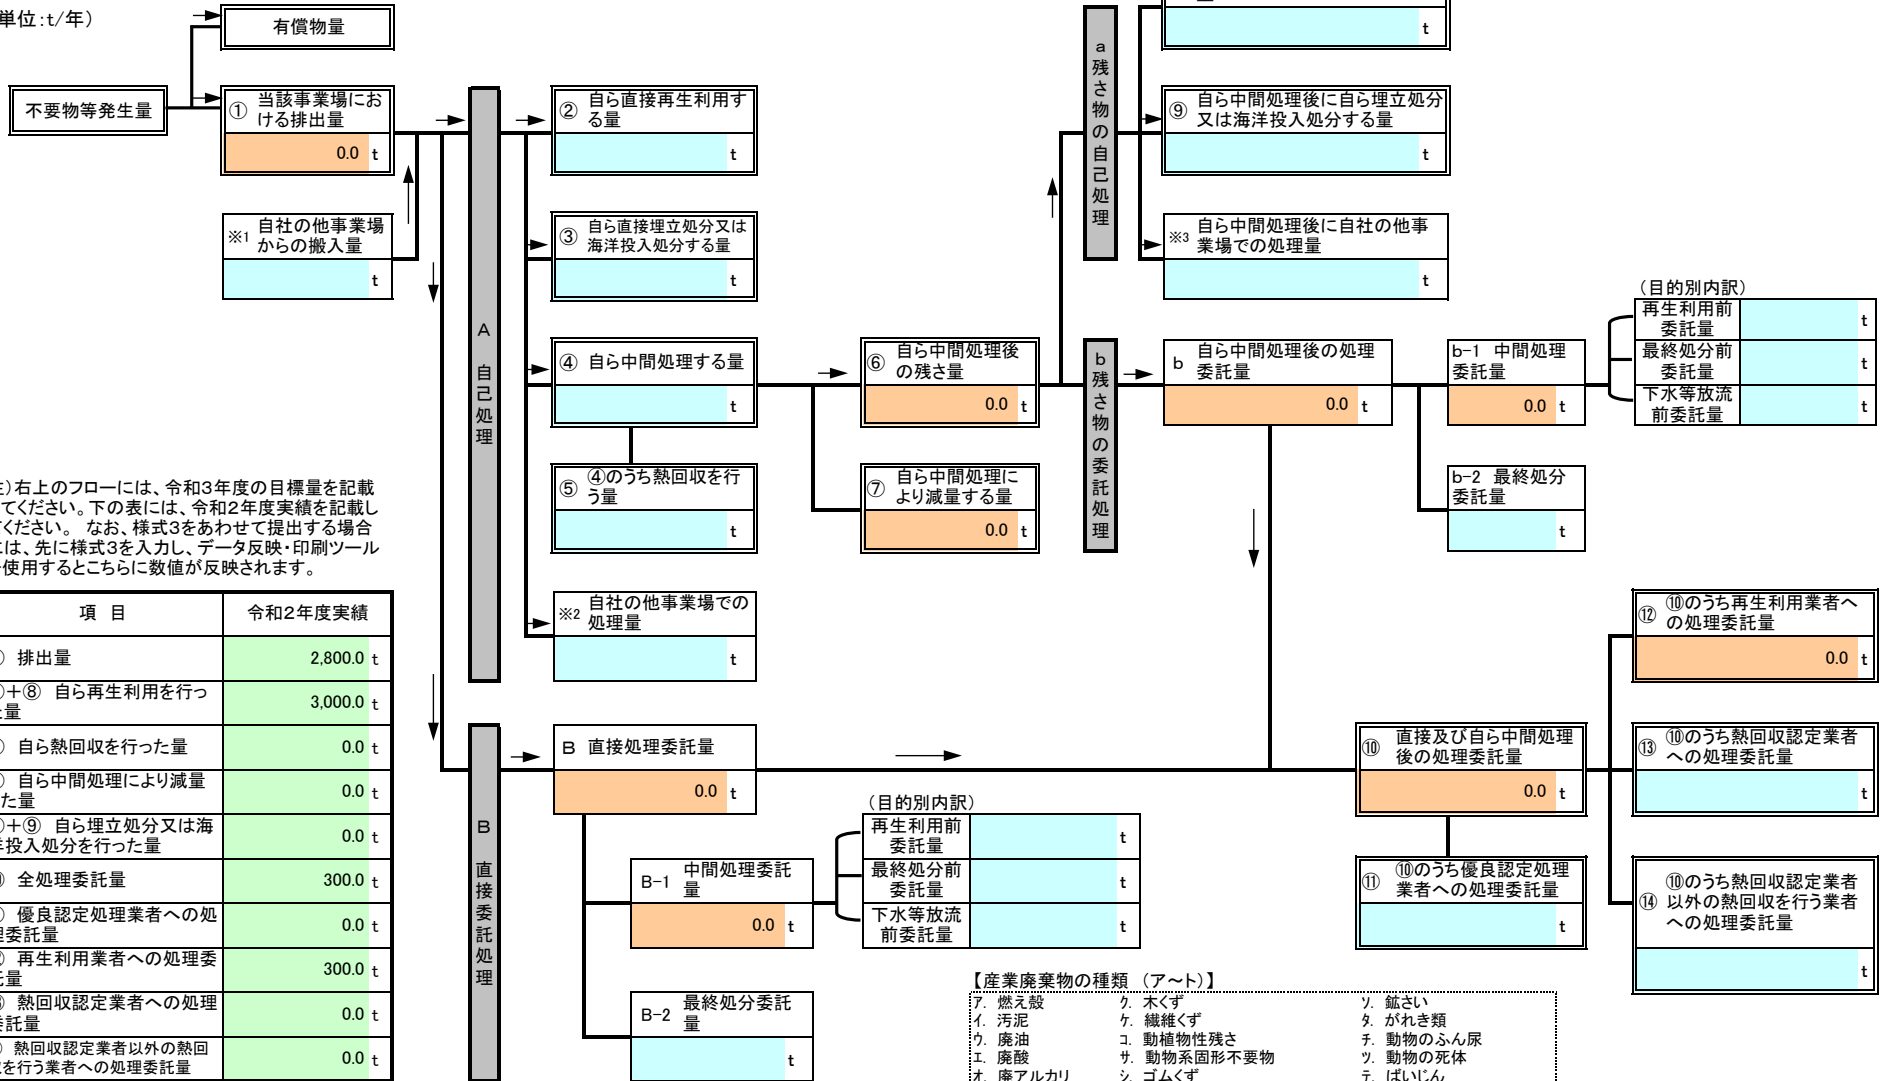 単位:t/年)
有償物量
不要物等発生量
① 当該事業場にお
ける排出量
0.0 t
※1 自社の他事業場
からの搬入量
t
A 自己処理
② 自ら直接再生利用す
る量
t
③ 自ら直接埋立処分又は
海洋投入処分する量
t
④ 自ら中間処理する量
t
⑤ ④のうち熱回収を行
う量
t
※2 自社の他事業場での
処理量
t
⑥ 自ら中間処理後
の残さ量
0.0 t
⑦ 自ら中間処理に
より減量する量
0.0 t
a 残さ物の自己処理
t
⑨ 自ら中間処理後に自ら埋立処分
又は海洋投入処分する量
t
※3 自ら中間処理後に自社の他事
業場での処理量
t
b 残さ物の委託処理
b 自ら中間処理後の処理
委託量
0.0 t
b-1 中間処理
委託量
0.0 t
(目的別内訳)
再生利用前
委託量
t
最終処分前
委託量
t
下水等放流
前委託量
t
b-2 最終処分
委託量
t
)右上のフローには、令和3年度の目標量を記載
てください。下の表には、令和2年度実績を記載し
ください。 なお、様式3をあわせて提出する場合
は、先に様式3を入力し、データ反映・印刷ツール
使用するとこちらに数値が反映されます。
項 目 令和2年度実績
) 排出量 2,800.0 t
)+⑧ 自ら再生利用を行っ
量
3,000.0 t
) 自ら熱回収を行った量 0.0 t
) 自ら中間処理により減量
た量
0.0 t
)+⑨ 自ら埋立処分又は海
投入処分を行った量
0.0 t
) 全処理委託量 300.0 t
) 優良認定処理業者への処
委託量
0.0 t
) 再生利用業者への処理委
量
300.0 t
) 熱回収認定業者への処理
託量
0.0 t
) 熱回収認定業者以外の熱回
を行う業者への処理委託量
0.0 t
B 直接委託処理
B 直接処理委託量
0.0 t
B-1 中間処理委託
量
0.0 t
(目的別内訳)
再生利用前
委託量
t
最終処分前
委託量
t
下水等放流
前委託量
t
B-2 最終処分委託
量
t
⑩ 直接及び自ら中間処理
後の処理委託量
0.0 t
⑪ ⑩のうち優良認定処理
業者への処理委託量
t
⑫ ⑩のうち再生利用業者へ
の処理委託量
0.0 t
⑬ ⑩のうち熱回収認定業者
への処理委託量
t
⑭ ⑩のうち熱回収認定業者
以外の熱回収を行う業者
への処理委託量
t
【産業廃棄物の種類 (ア~ト)】
ア. 燃え殻 ク. 木くず ソ. 鉱さい
イ. 汚泥 ケ. 繊維くず タ. がれき類
ウ. 廃油 コ. 動植物性残さ チ. 動物のふん尿
エ. 廃酸 サ. 動物系固形不要物 ツ. 動物の死体
オ. 廃アルカリ シ. ゴムくず テ. ばいじん